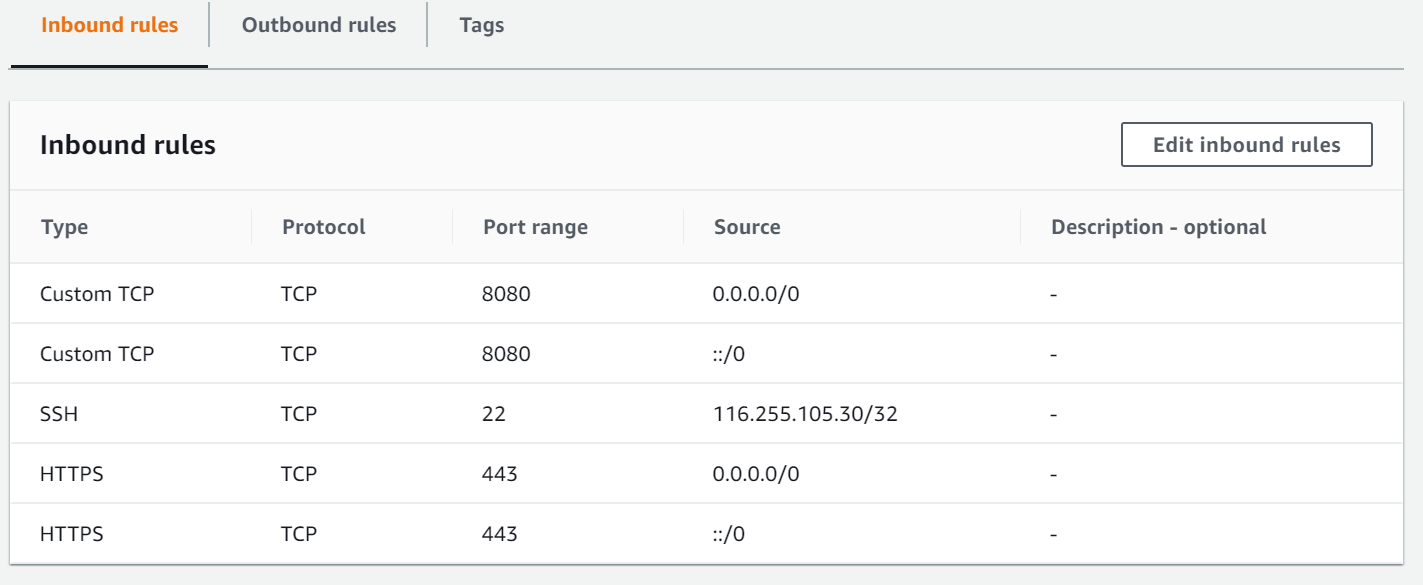 Inbound rules Outbound rules Tags
Inbound rules Edit inbound rules
Type Protocol Port range Source Description - optional
Custom TCP TCP 8080 0.0.0.0/0 -
Custom TCP TCP 8080 ::/0 -
SSH TCP 22 116.255.105.30/32 -
HTTPS TCP 443 0.0.0.0/0 -
HTTPS TCP 443 ::/0 -